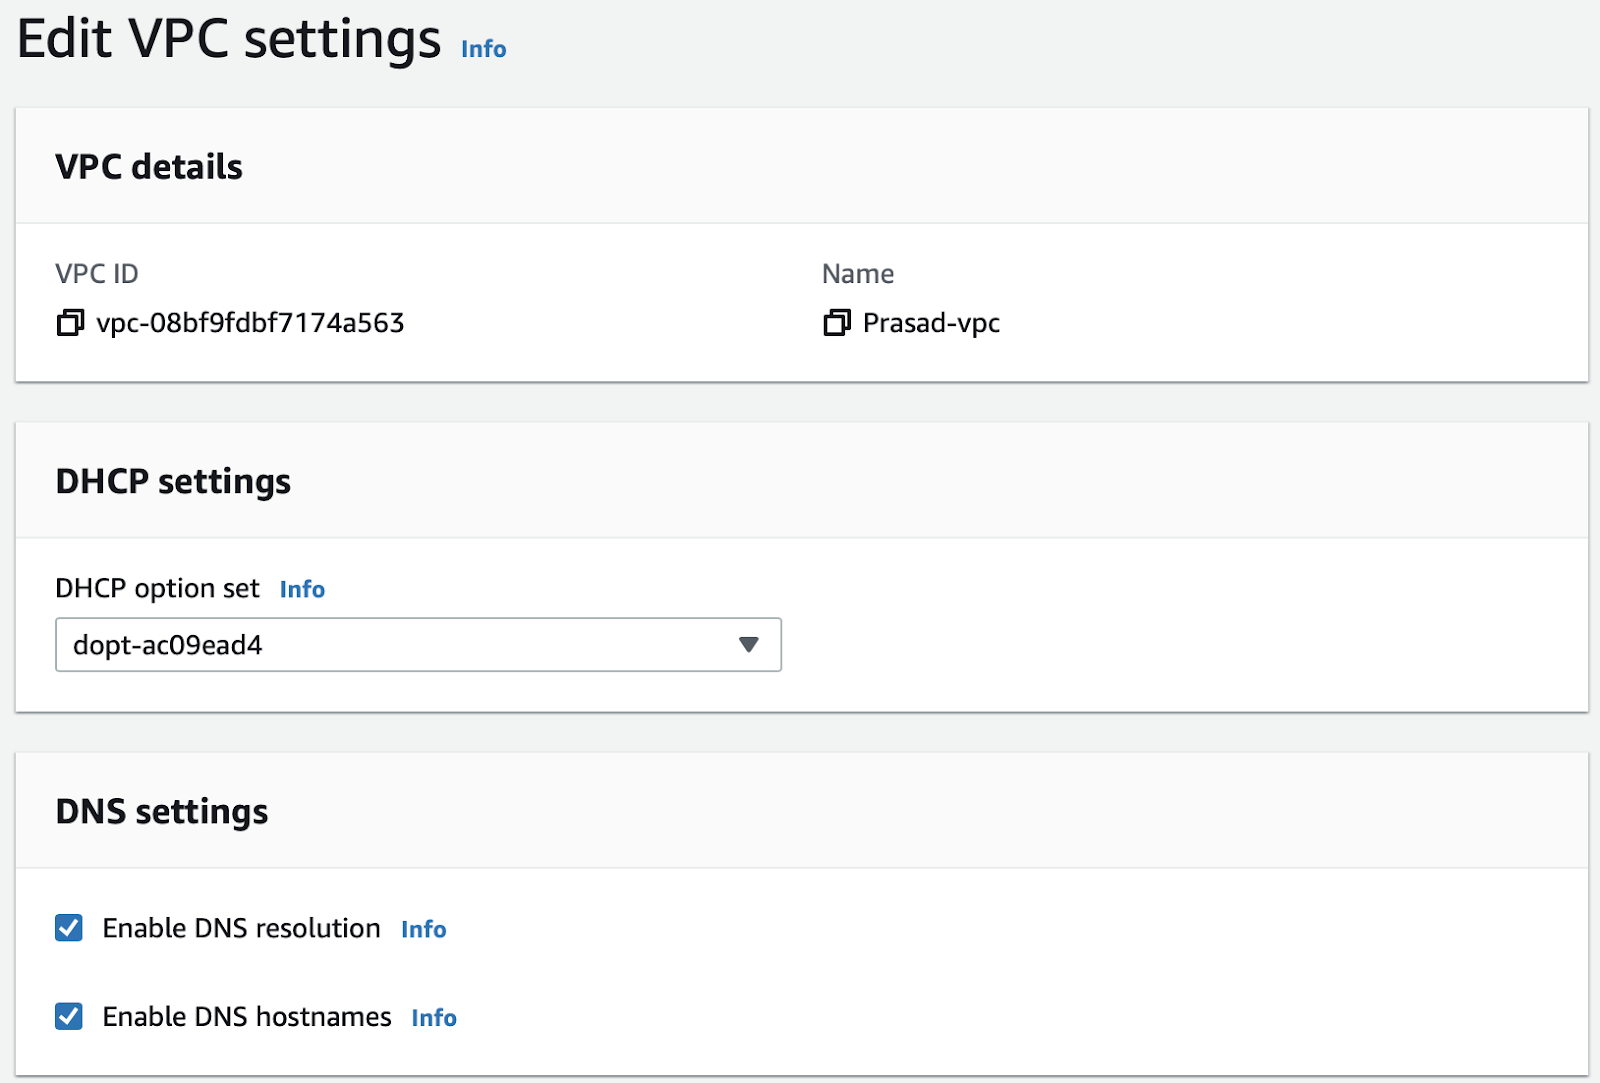 Edit VPC settings Info
VPC details
VPC ID
vpc-08bf9fdbf7174a563
Name
Prasad-vpc
DHCP settings
DHCP option set Info
dopt-ac09ead4
DNS settings
Enable DNS resolution Info
Enable DNS hostnames Info